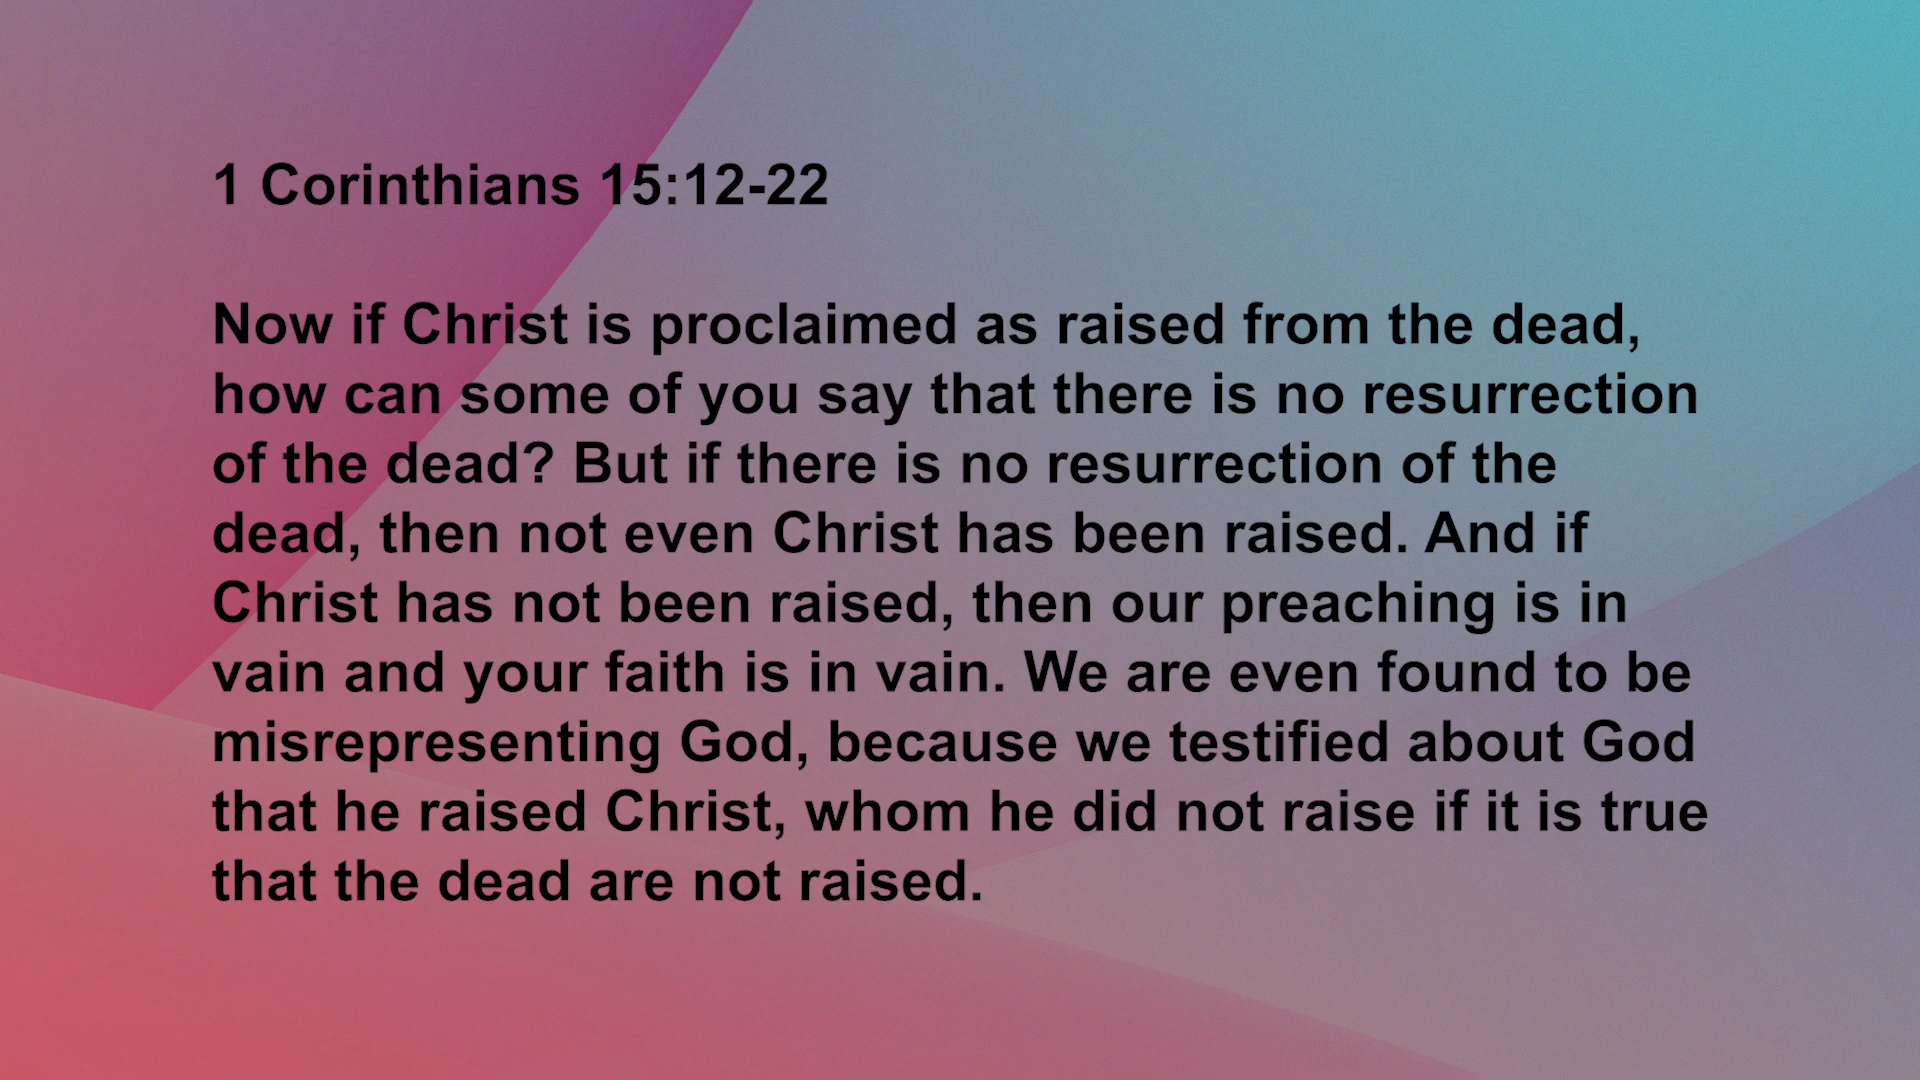 1 Corinthians 15:12-22
Now if Christ is proclaimed as raised from the dead,
how can some of you say that there is no resurrection
of the dead? But if there is no resurrection of the
dead, then not even Christ has been raised. And if
Christ has not been raised, then our preaching is in
vain and your faith is in vain. We are even found to be
misrepresenting God, because we testified about God
that he raised Christ, whom he did not raise if it is true
that the dead are not raised.